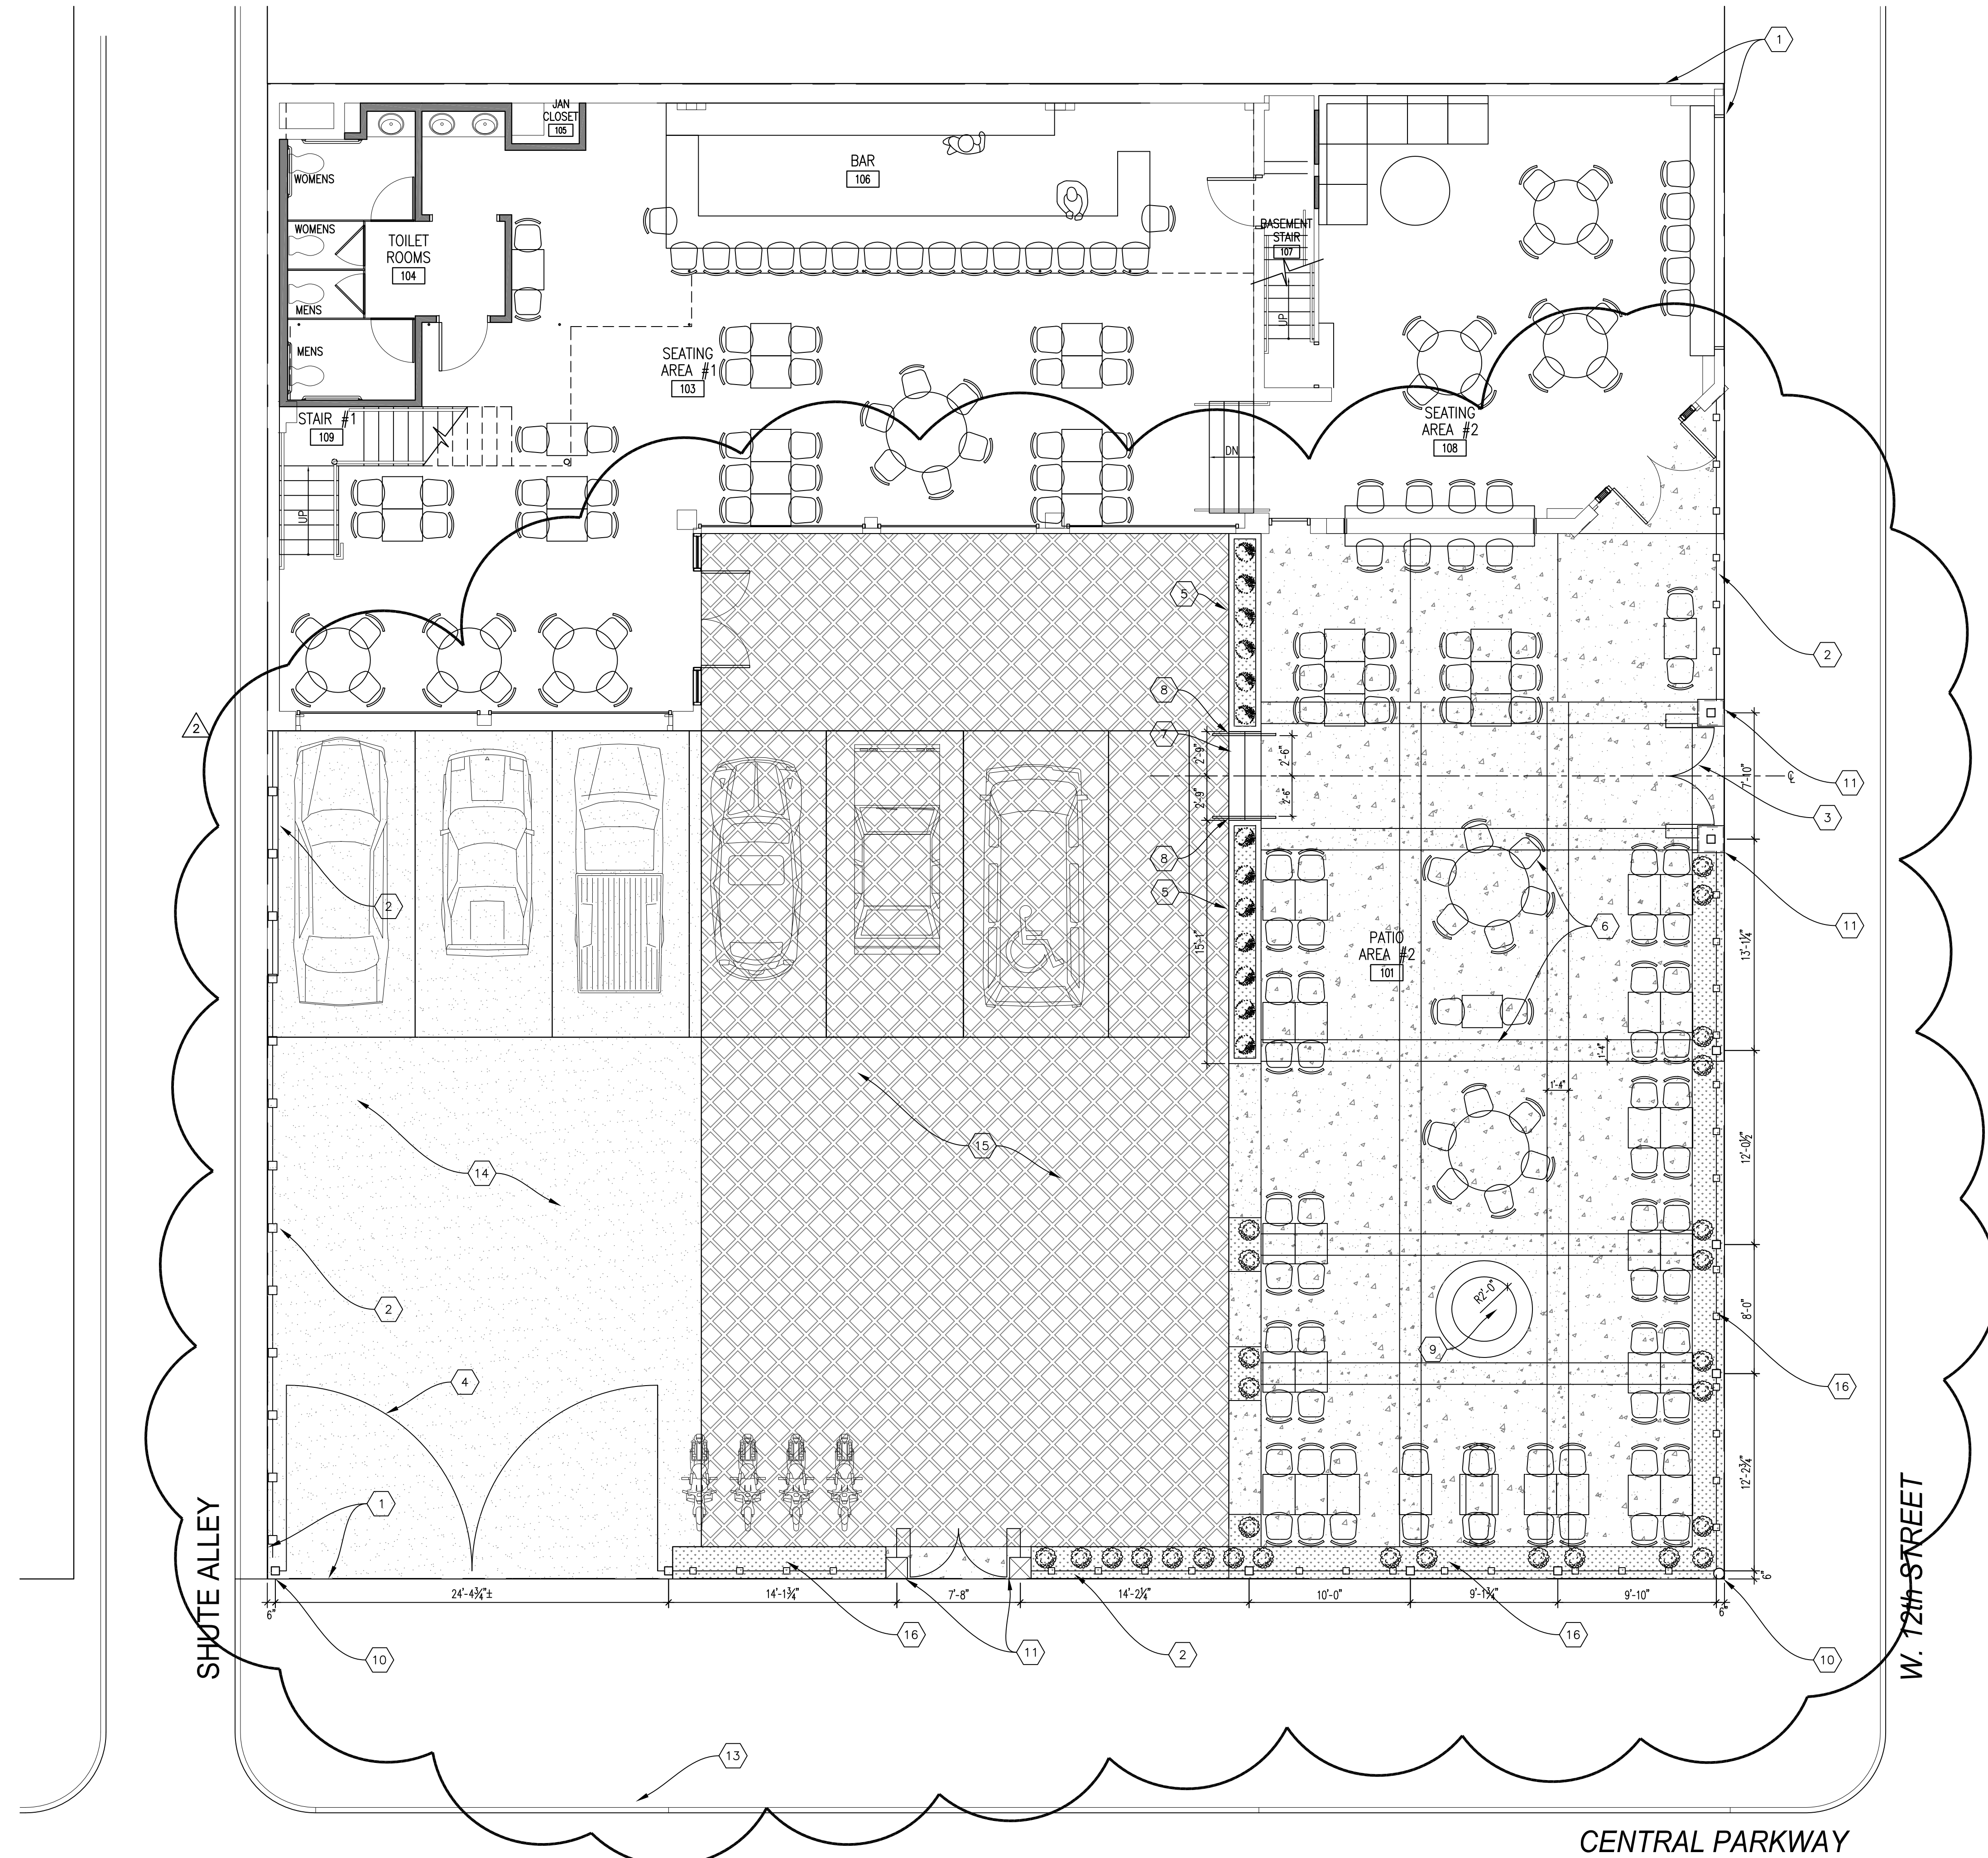 1
JAN
CLOSET
105
BAR
106
WOMENS
WOMENS
TOILET
ROOMS
104
MENS
MENS
BASEMENT
STAIR
107
UP
SEATING
AREA #1
103
STAIR #1
109
UP
DN
SEATING
AREA #2
108
5
2
8
2
7
2'-9"
2'-6"
11
7'-10"
℄
2'-9"
2'-6"
3
8
5
2
11
6
15'-1"
PATIO
AREA #2
101
13'-1¼"
1'-4"
1'-4"
15
14
12'-0½"
2
R2'-0"
8'-0"
9
4
16
12'-2¾"
1
6"
6"
24'-4¾"±
14'-1¾"
7'-8"
14'-2¼"
10'-0"
9'-1¾"
9'-10"
6"
SHUTE ALLEY
W. 12th STREET
10
16
11
2
16
10
13
CENTRAL PARKWAY